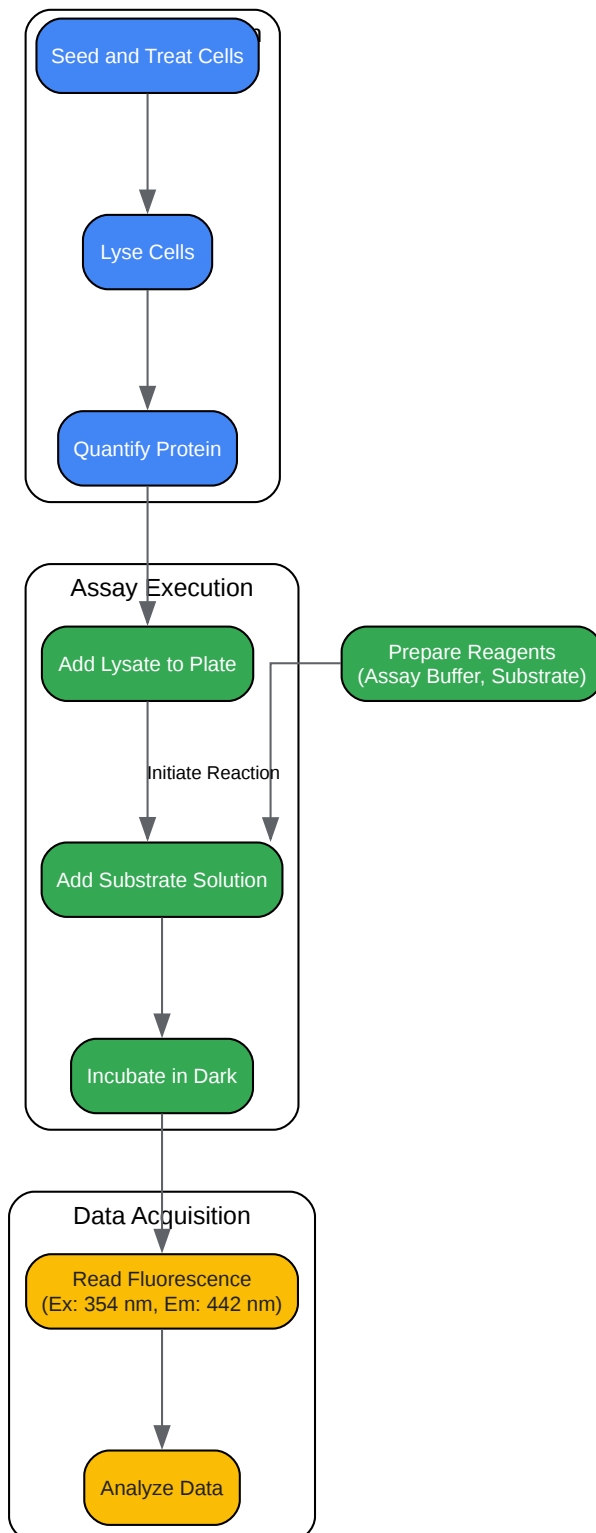 Seed and Treat Cells
Lyse Cells
Quantify Protein
Assay Execution
Add Lysate to Plate
Prepare Reagents
(Assay Buffer, Substrate)
Initiate Reaction
Add Substrate Solution
Incubate in Dark
Data Acquisition
Read Fluorescence
(Ex: 354 nm, Em: 442 nm)
Analyze Data